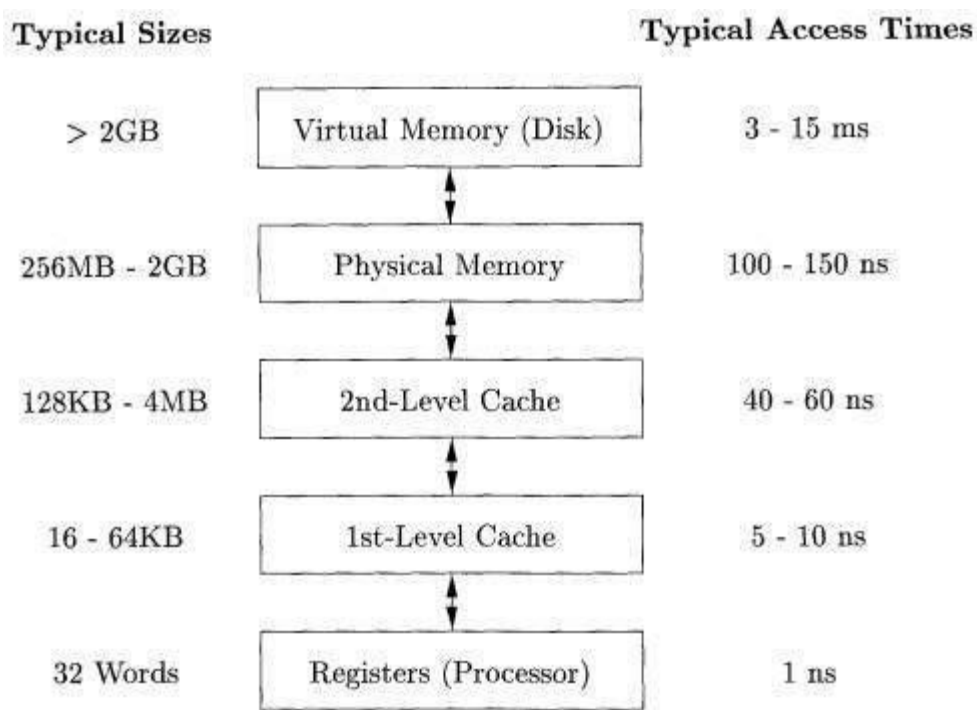 Typical Sizes Typical Access Times
> 2GB Virtual Memory (Disk) 3 - 15 ms
256MB - 2GB Physical Memory 100 - 150 ns
128KB - 4MB 2nd-Level Cache 40 - 60 ns
16 - 64KB 1st-Level Cache 5 - 10 ns
32 Words Registers (Processor) 1 ns